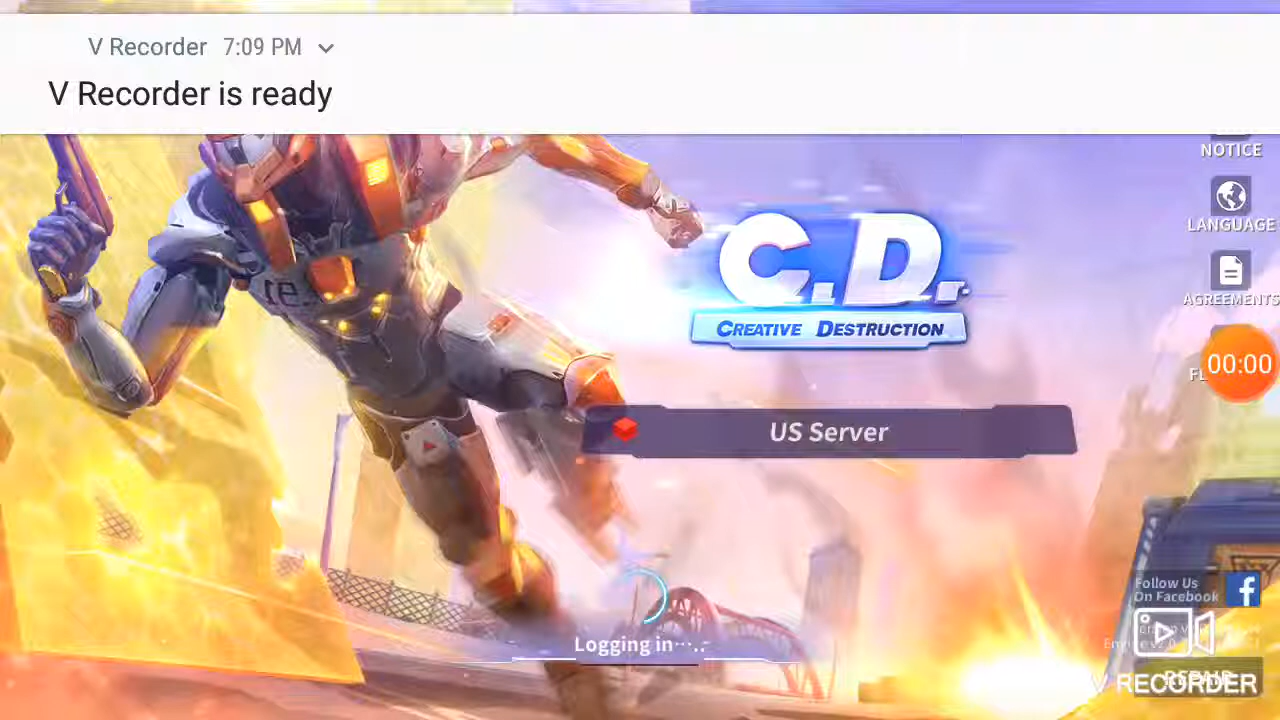 V Recorder 7:09 PM
V Recorder is ready
NOTICE
LANGUAGE
AGREEMENTS
00:00
C.D.
CREATIVE DESTRUCTION
US Server
Follow Us
On Facebook
Logging in
REPAIR
V RECORDER